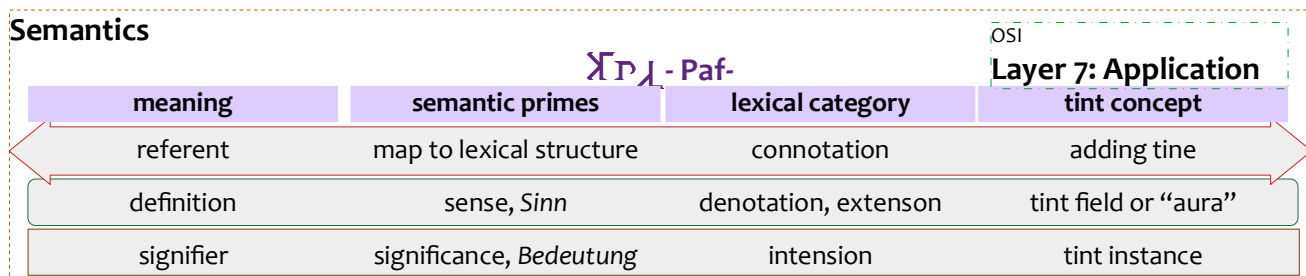 Semantics
OSI
- Paf-
Layer 7: Application
meaning semantic primes lexical category tint concept
referent map to lexical structure connotation adding tine
definition sense, Sinn denotation, extenson tint field or “aura”
signifier significance, Bedeutung intension tint instance